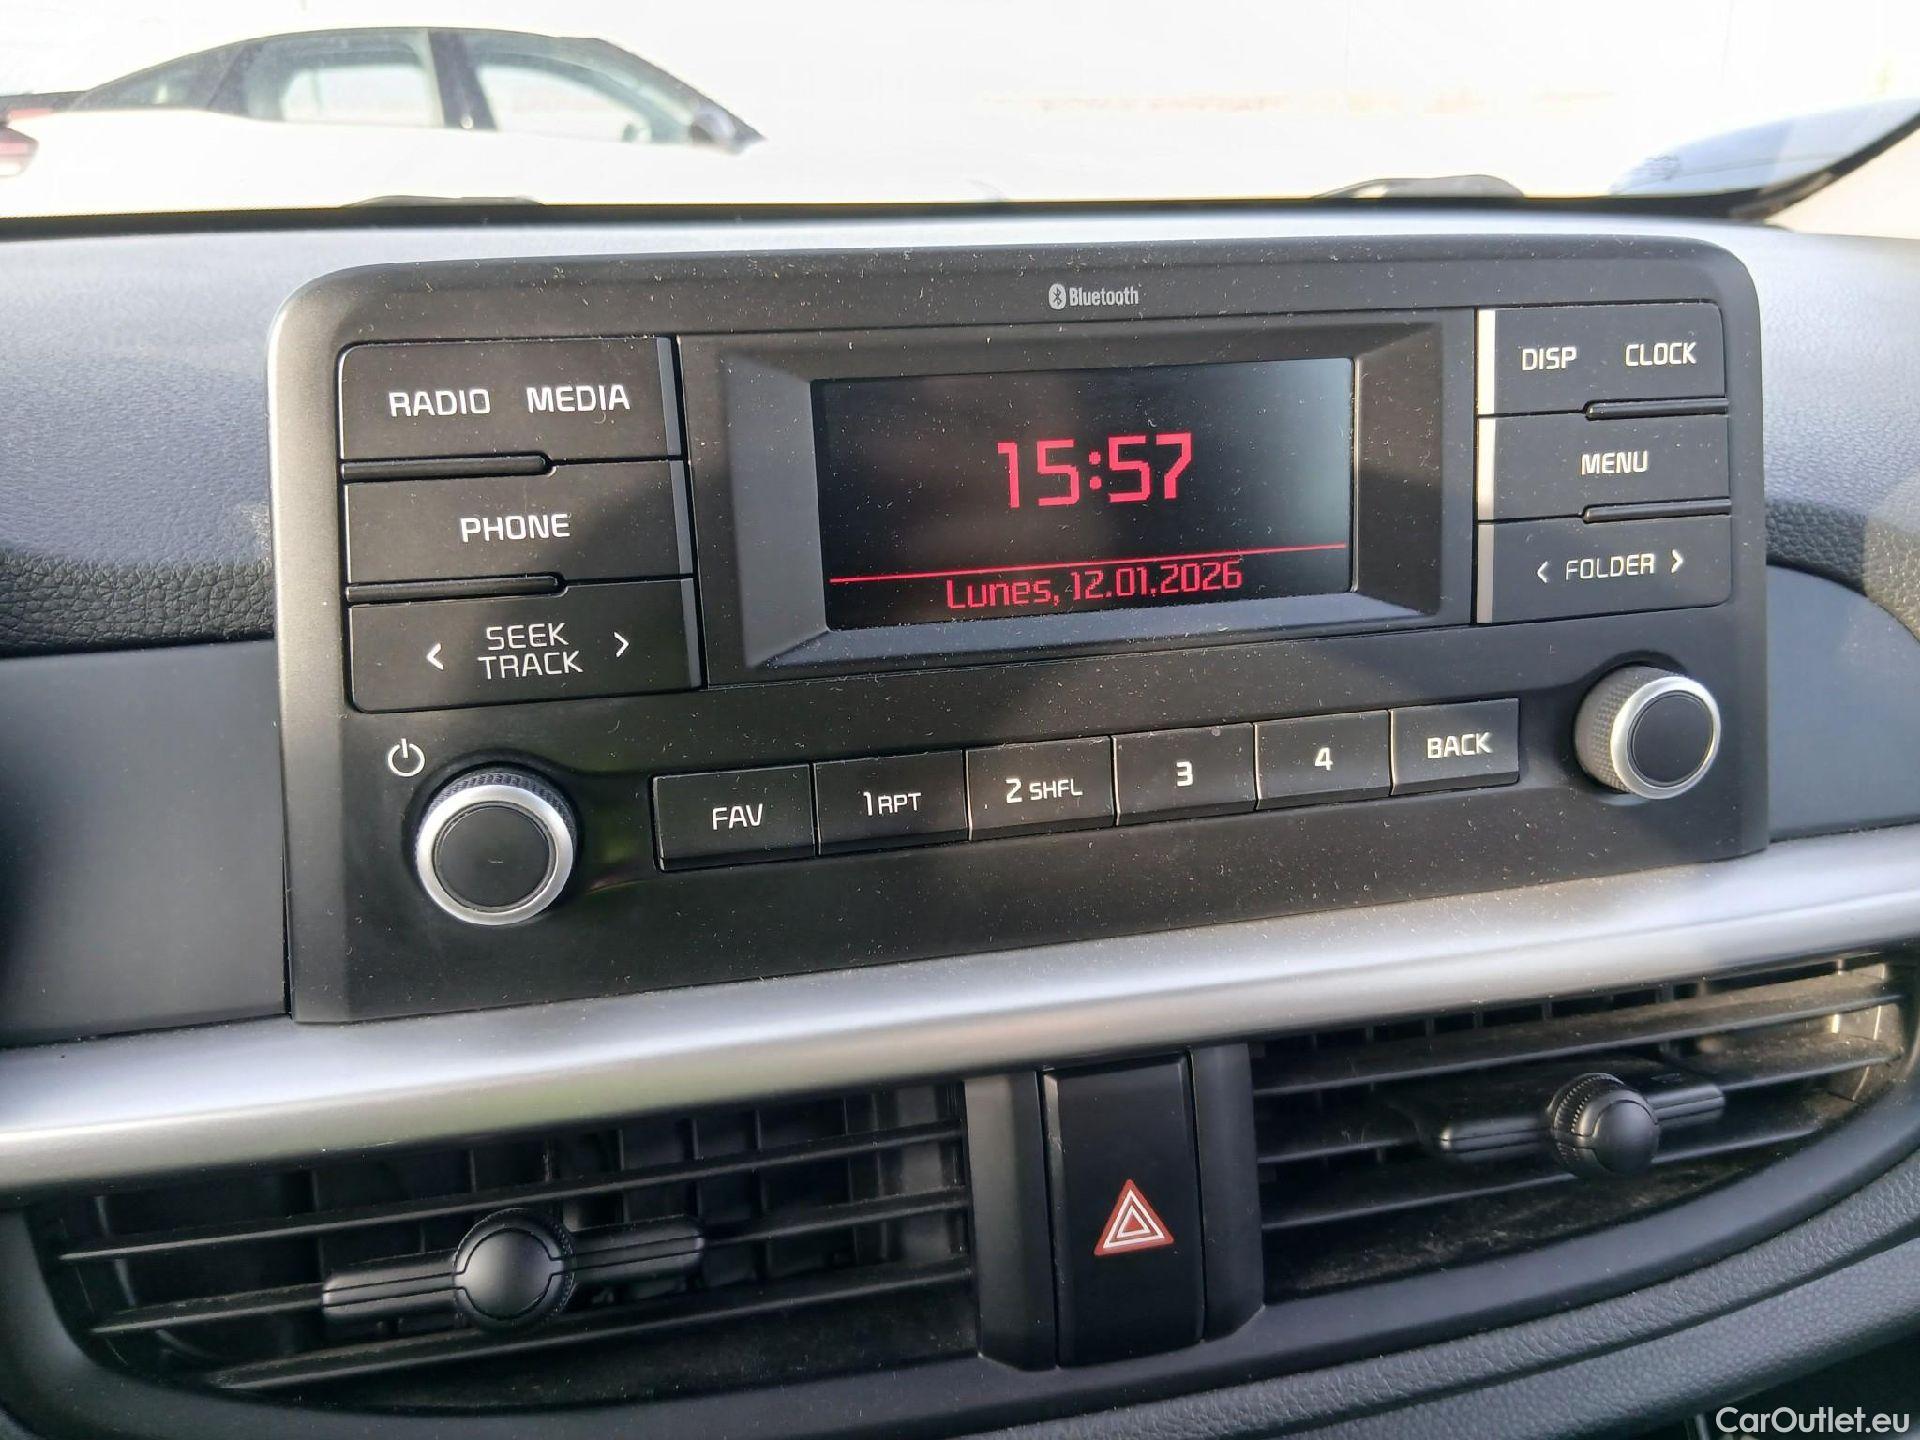 Bluetooth
RADIO MEDIA
PHONE
< SEEK TRACK >
15:57
Lunes, 12.01.2026
DISP CLOCK
MENU
< FOLDER >
FAV
1 RPT
2 SHFL
3
4
BACK
CarOutlet.eu